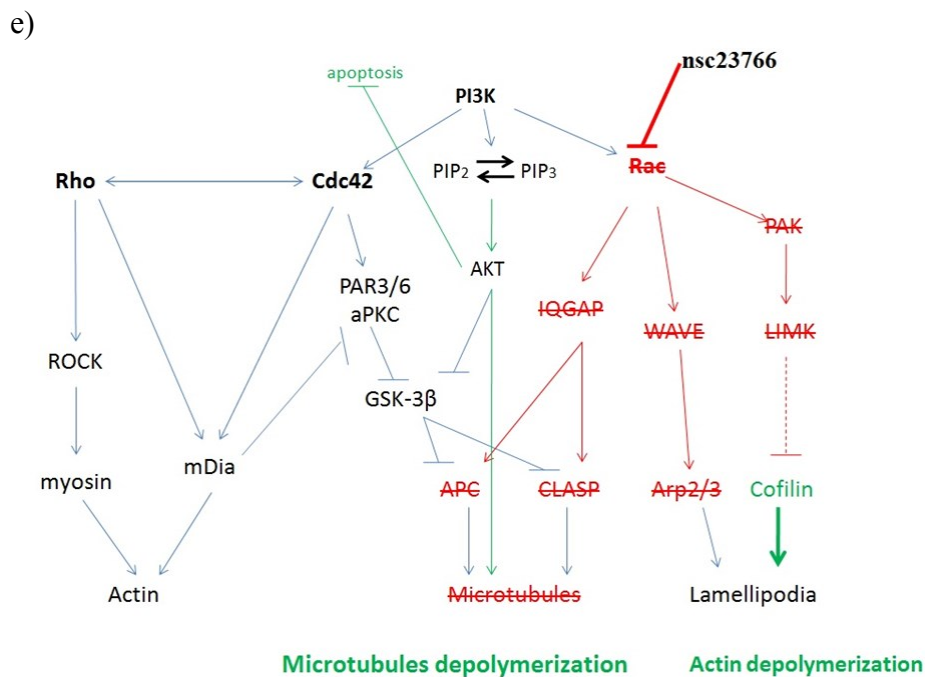 e)
nsc23766
apoptosis
PI3K
PIP2 PIP3
Rac
Rho Cdc42
PAK
AKT
PAR3/6
aPKC
IQGAP
WAVE LIMK
ROCK
GSK-3β
mDia
myosin APC CLASP Arp2/3 Cofilin
Actin Microtubules Lamellipodia
Microtubules depolymerization Actin depolymerization